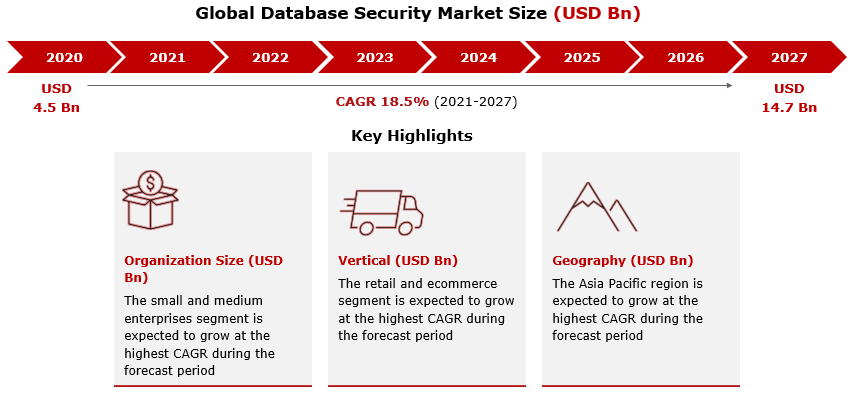 Global Database Security Market Size (USD Bn)
2020 2021 2022 2023 2024 2025 2026 2027
USD
4.5 Bn
CAGR 18.5% (2021-2027)
USD
14.7 Bn
Key Highlights
$
Organization Size (USD
Bn)
The small and medium
enterprises segment is
expected to grow at the
highest CAGR during the
forecast period
Vertical (USD Bn)
The retail and ecommerce
segment is expected to grow
at the highest CAGR during
the forecast period
Geography (USD Bn)
The Asia Pacific region is
expected to grow at the
highest CAGR during the
forecast period